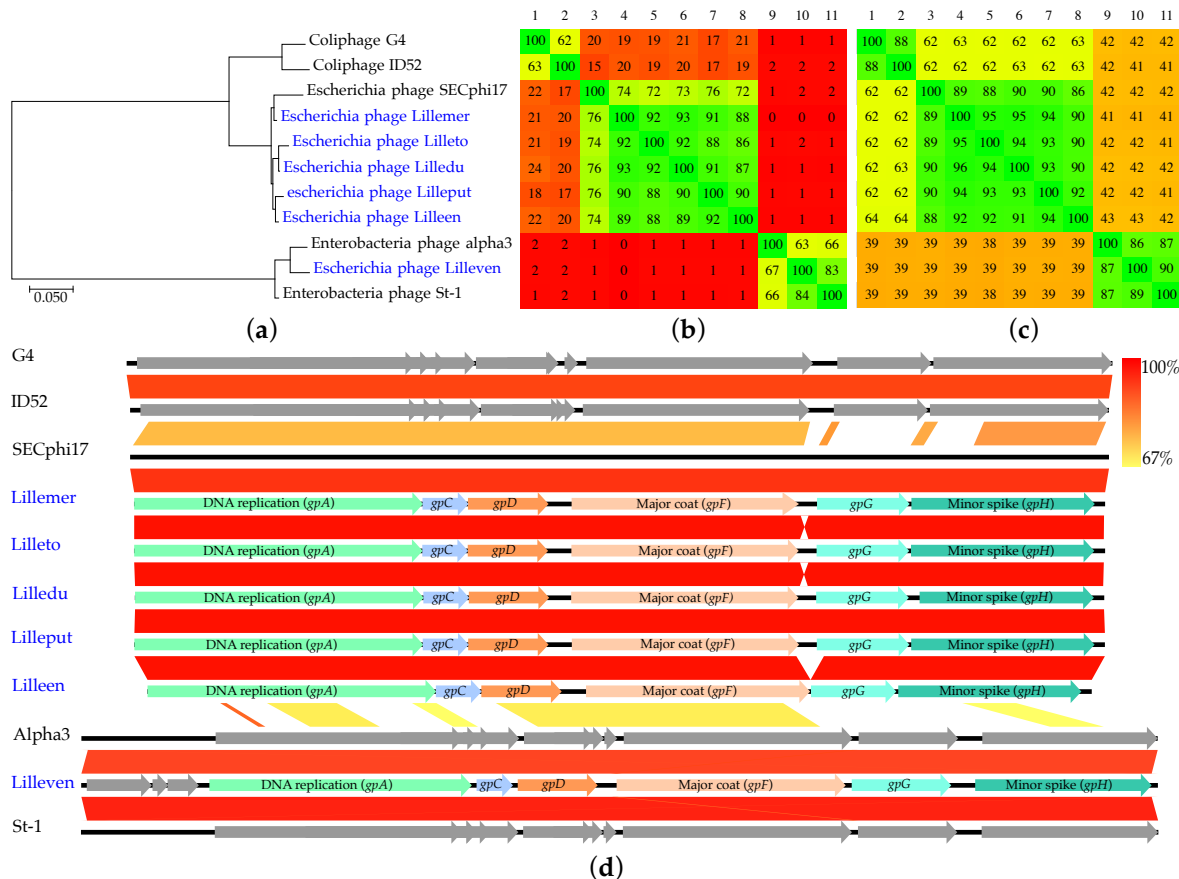 1 2 3 4 5 6 7 8 9 10 11 1 2 3 4 5 6 7 8 9 10 11
Coliphage G4 100 62 20 19 19 21 17 21 1 1 1 100 88 62 63 62 62 62 63 42 42 42
Coliphage ID52 63 100 15 20 19 20 17 19 2 2 2 88 100 62 62 62 63 62 63 42 41 41
Escherichia phage SECphi17 22 17 100 74 72 73 76 72 1 2 2 62 62 100 89 88 90 90 86 42 42 42
Escherichia phage Lillemer 21 20 76 100 92 93 91 88 0 0 0 62 62 89 100 95 95 94 90 41 41 41
Escherichia phage Lilleto 21 19 74 92 100 92 88 86 1 2 1 62 62 89 95 100 94 93 90 42 42 41
Escherichia phage Lilledu 24 20 76 93 92 100 91 87 1 1 1 62 63 90 96 94 100 93 90 42 42 41
escherichia phage Lilleput 18 17 76 90 88 90 100 90 1 1 1 62 62 90 94 93 93 100 92 42 42 41
Escherichia phage Lilleen 22 20 74 89 88 89 92 100 1 1 1 64 64 88 92 92 91 94 100 43 43 42
Enterobacteria phage alpha3 2 2 1 0 1 1 1 1 100 63 66 39 39 39 39 38 39 39 39 100 86 87
Escherichia phage Lilleven 2 2 1 0 1 1 1 1 67 100 83 39 39 39 39 39 39 39 39 87 100 90
Enterobacteria phage St-1 1 2 1 0 1 1 1 1 66 84 100 39 39 39 39 38 39 39 39 87 89 100
0.050
(a) (b) (c)
G4
100%
ID52
SECphi17
67%
Lillemer DNA replication (gpA) gpC gpD Major coat (gpF) gpG Minor spike (gpH)
Lilleto DNA replication (gpA) gpC gpD Major coat (gpF) gpG Minor spike (gpH)
Lilledu DNA replication (gpA) gpC gpD Major coat (gpF) gpG Minor spike (gpH)
Lilleput DNA replication (gpA) gpC gpD Major coat (gpF) gpG Minor spike (gpH)
Lilleen DNA replication (gpA) gpC gpD Major coat (gpF) gpG Minor spike (gpH)
Alpha3
Lilleven DNA replication (gpA) gpC gpD Major coat (gpF) gpG Minor spike (gpH)
St-1
(d)